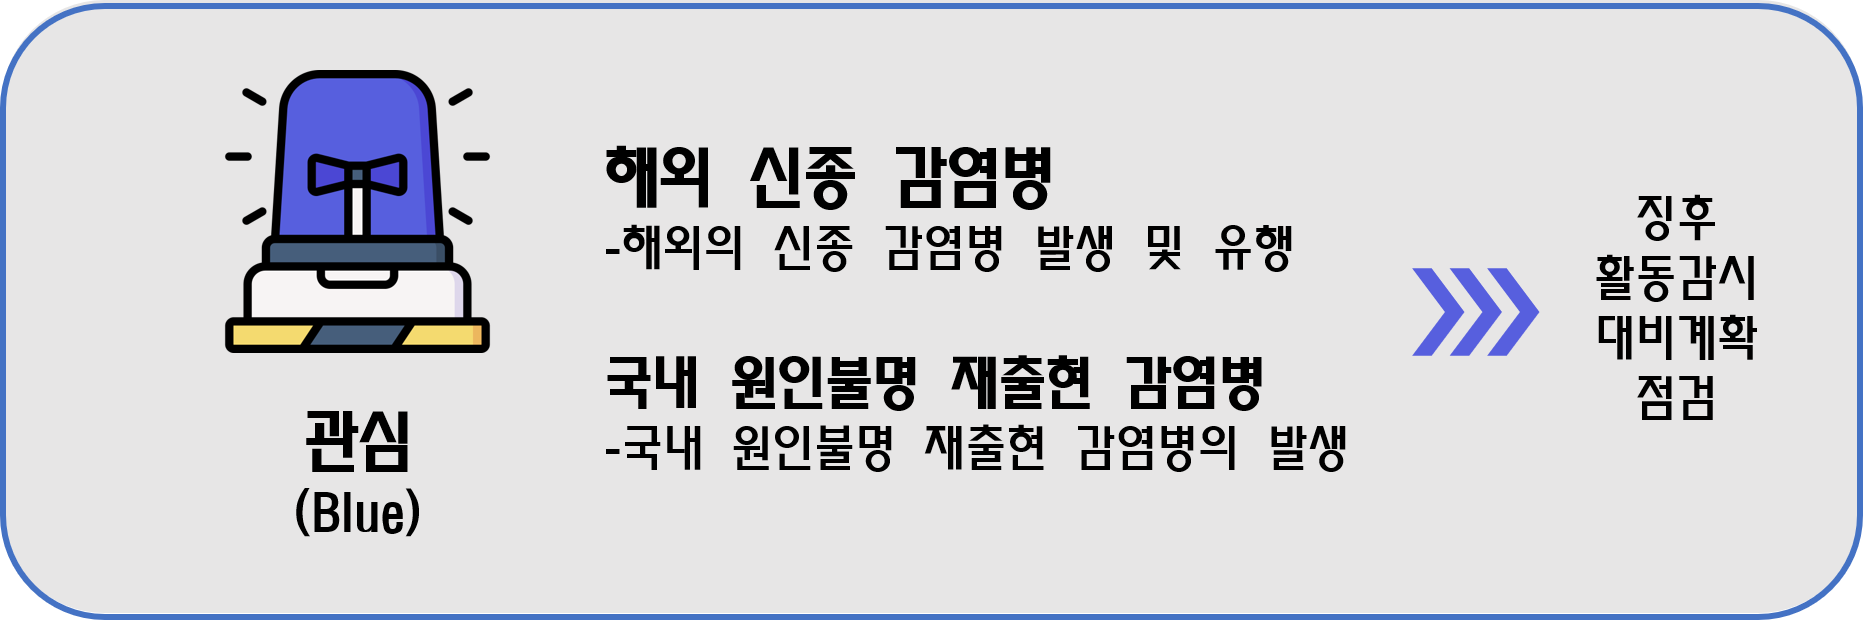 관심
(Blue)
해외 신종 감염병
-해외의 신종 감염병 발생 및 유행
국내 원인불명 재출현 감염병
-국내 원인불명 재출현 감염병의 발생
징후
활동감시
대비계획
점검